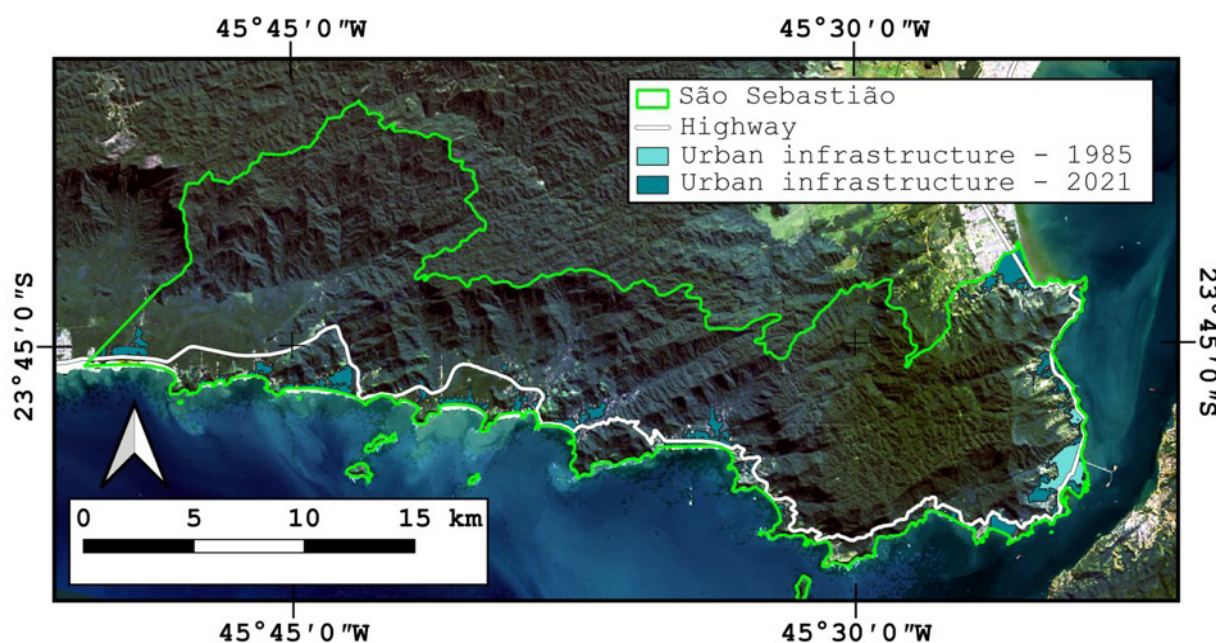 45°45′0″W 45°30′0″W
São Sebastião
Highway
Urban infrastructure - 1985
Urban infrastructure - 2021
23°45′0″S 23°45′0″S
0 5 10 15 km
45°45′0″W 45°30′0″W